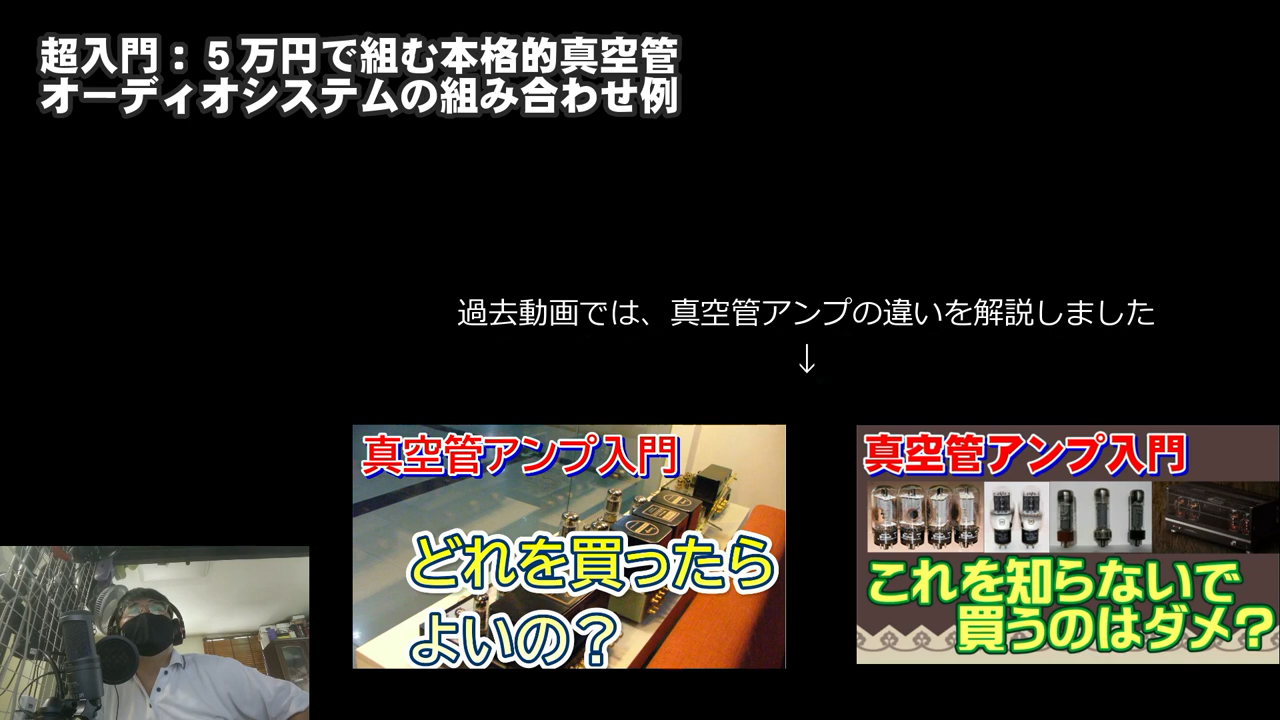 超入門：５万円で組む本格的真空管
オーディオシステムの組み合わせ例
過去動画では、真空管アンプの違いを解説しました
↓
真空管アンプ入門
どれを買ったら
よいの？
真空管アンプ入門
これを知らないで
買うのはダメ？